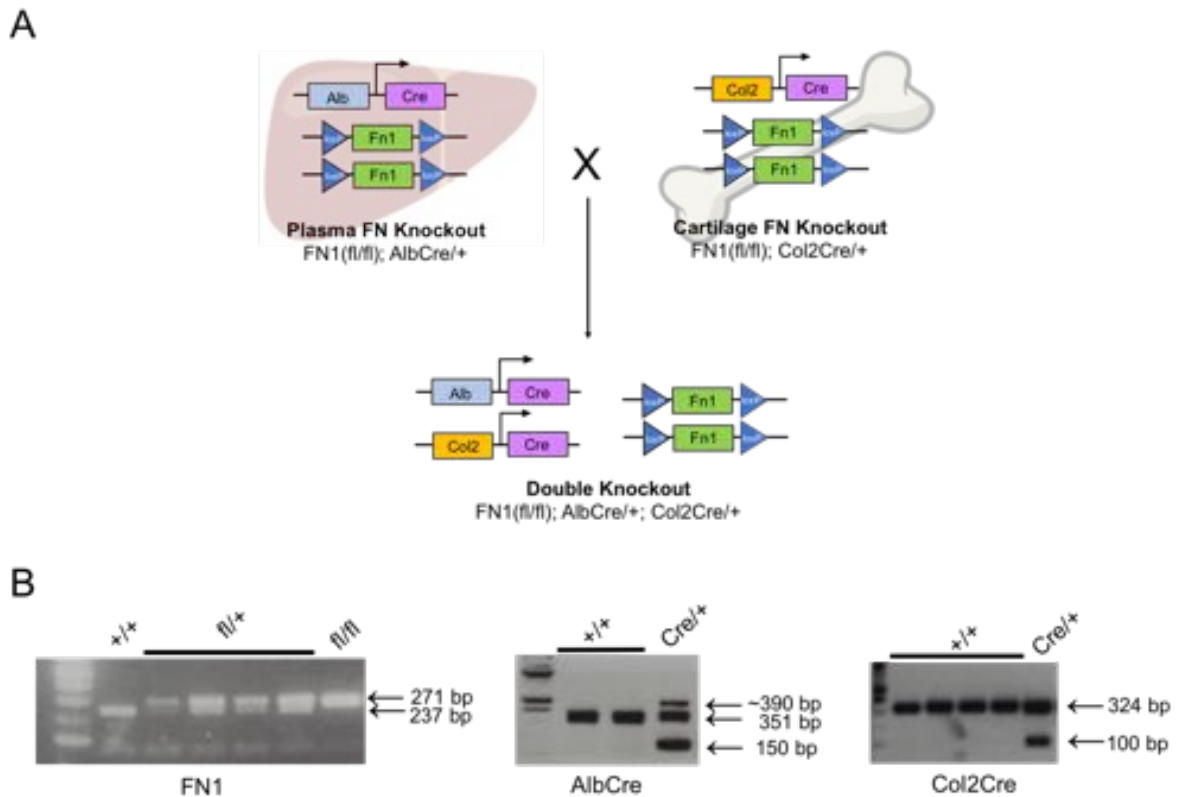 A
Alb Cre
Fn1
Fn1
Plasma FN Knockout
FN1(fl/fl); AlbCre/+
X
Col2 Cre
Fn1
Fn1
Cartilage FN Knockout
FN1(fl/fl); Col2Cre/+
Alb Cre
Col2 Cre
Fn1
Fn1
Double Knockout
FN1(fl/fl); AlbCre/+; Col2Cre/+
B
+/+ fl/+ fl/fl
271 bp
237 bp
FN1
+/+ Cre/+
~390 bp
351 bp
150 bp
AlbCre
+/+ Cre/+
324 bp
100 bp
Col2Cre